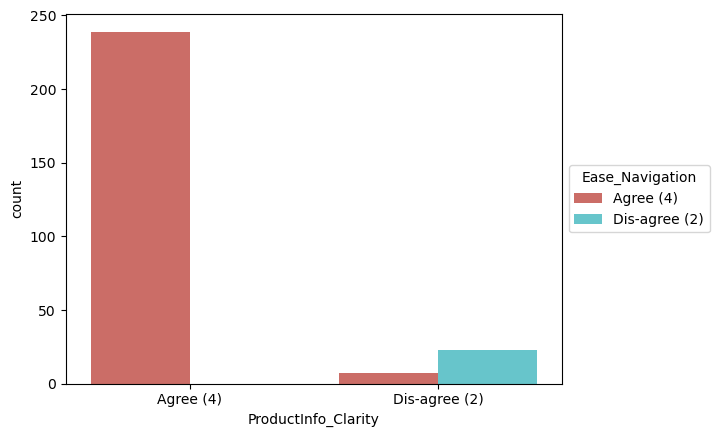 250
200
150
100
50
0
count
Agree (4)
Dis-agree (2)
ProductInfo_Clarity
Ease_Navigation
Agree (4)
Dis-agree (2)